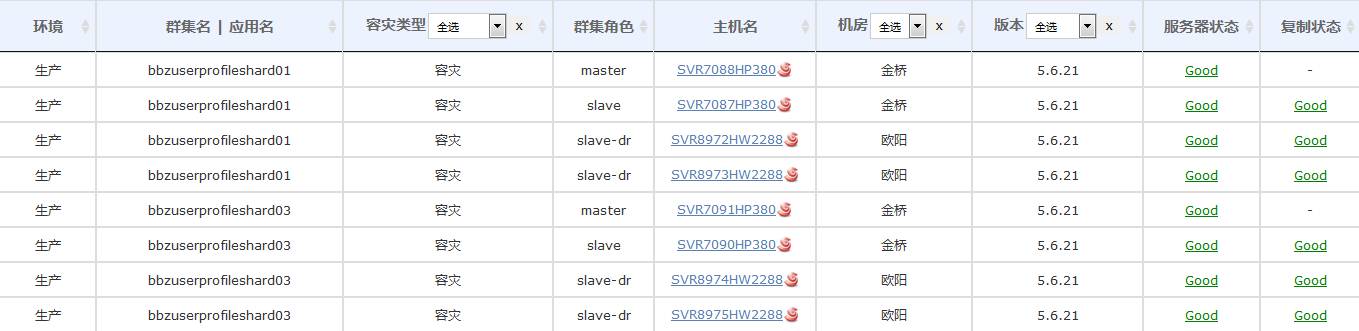 环境 群集名 | 应用名 容灾类型 全选 x 群集角色 主机名 机房 全选 x 版本 全选 x 服务器状态 复制状态
生产 bbzuserprofileshard01 容灾 master SVR7088HP380 金桥 5.6.21 Good -
生产 bbzuserprofileshard01 容灾 slave SVR7087HP380 金桥 5.6.21 Good Good
生产 bbzuserprofileshard01 容灾 slave-dr SVR8972HW2288 欧阳 5.6.21 Good Good
生产 bbzuserprofileshard01 容灾 slave-dr SVR8973HW2288 欧阳 5.6.21 Good Good
生产 bbzuserprofileshard03 容灾 master SVR7091HP380 金桥 5.6.21 Good -
生产 bbzuserprofileshard03 容灾 slave SVR7090HP380 金桥 5.6.21 Good Good
生产 bbzuserprofileshard03 容灾 slave-dr SVR8974HW2288 欧阳 5.6.21 Good Good
生产 bbzuserprofileshard03 容灾 slave-dr SVR8975HW2288 欧阳 5.6.21 Good Good